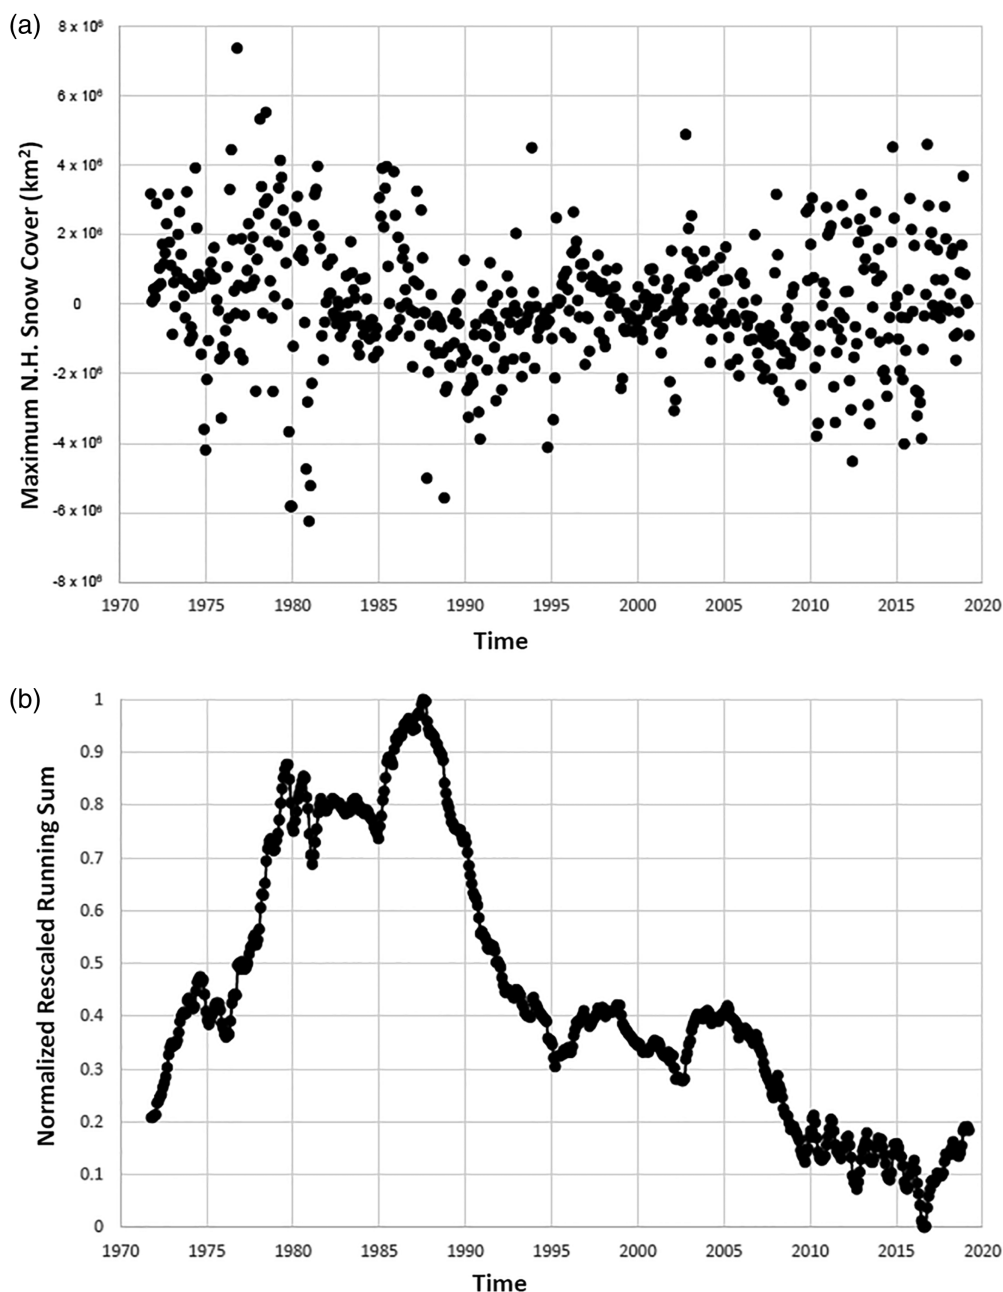 (a)
Maximum N.H. Snow Cover (km²)
8 x 10⁶
6 x 10⁶
4 x 10⁶
2 x 10⁶
0
-2 x 10⁶
-4 x 10⁶
-6 x 10⁶
-8 x 10⁶
1970 1975 1980 1985 1990 1995 2000 2005 2010 2015 2020
Time
(b)
Normalized Rescaled Running Sum
1
0.9
0.8
0.7
0.6
0.5
0.4
0.3
0.2
0.1
0
1970 1975 1980 1985 1990 1995 2000 2005 2010 2015 2020
Time